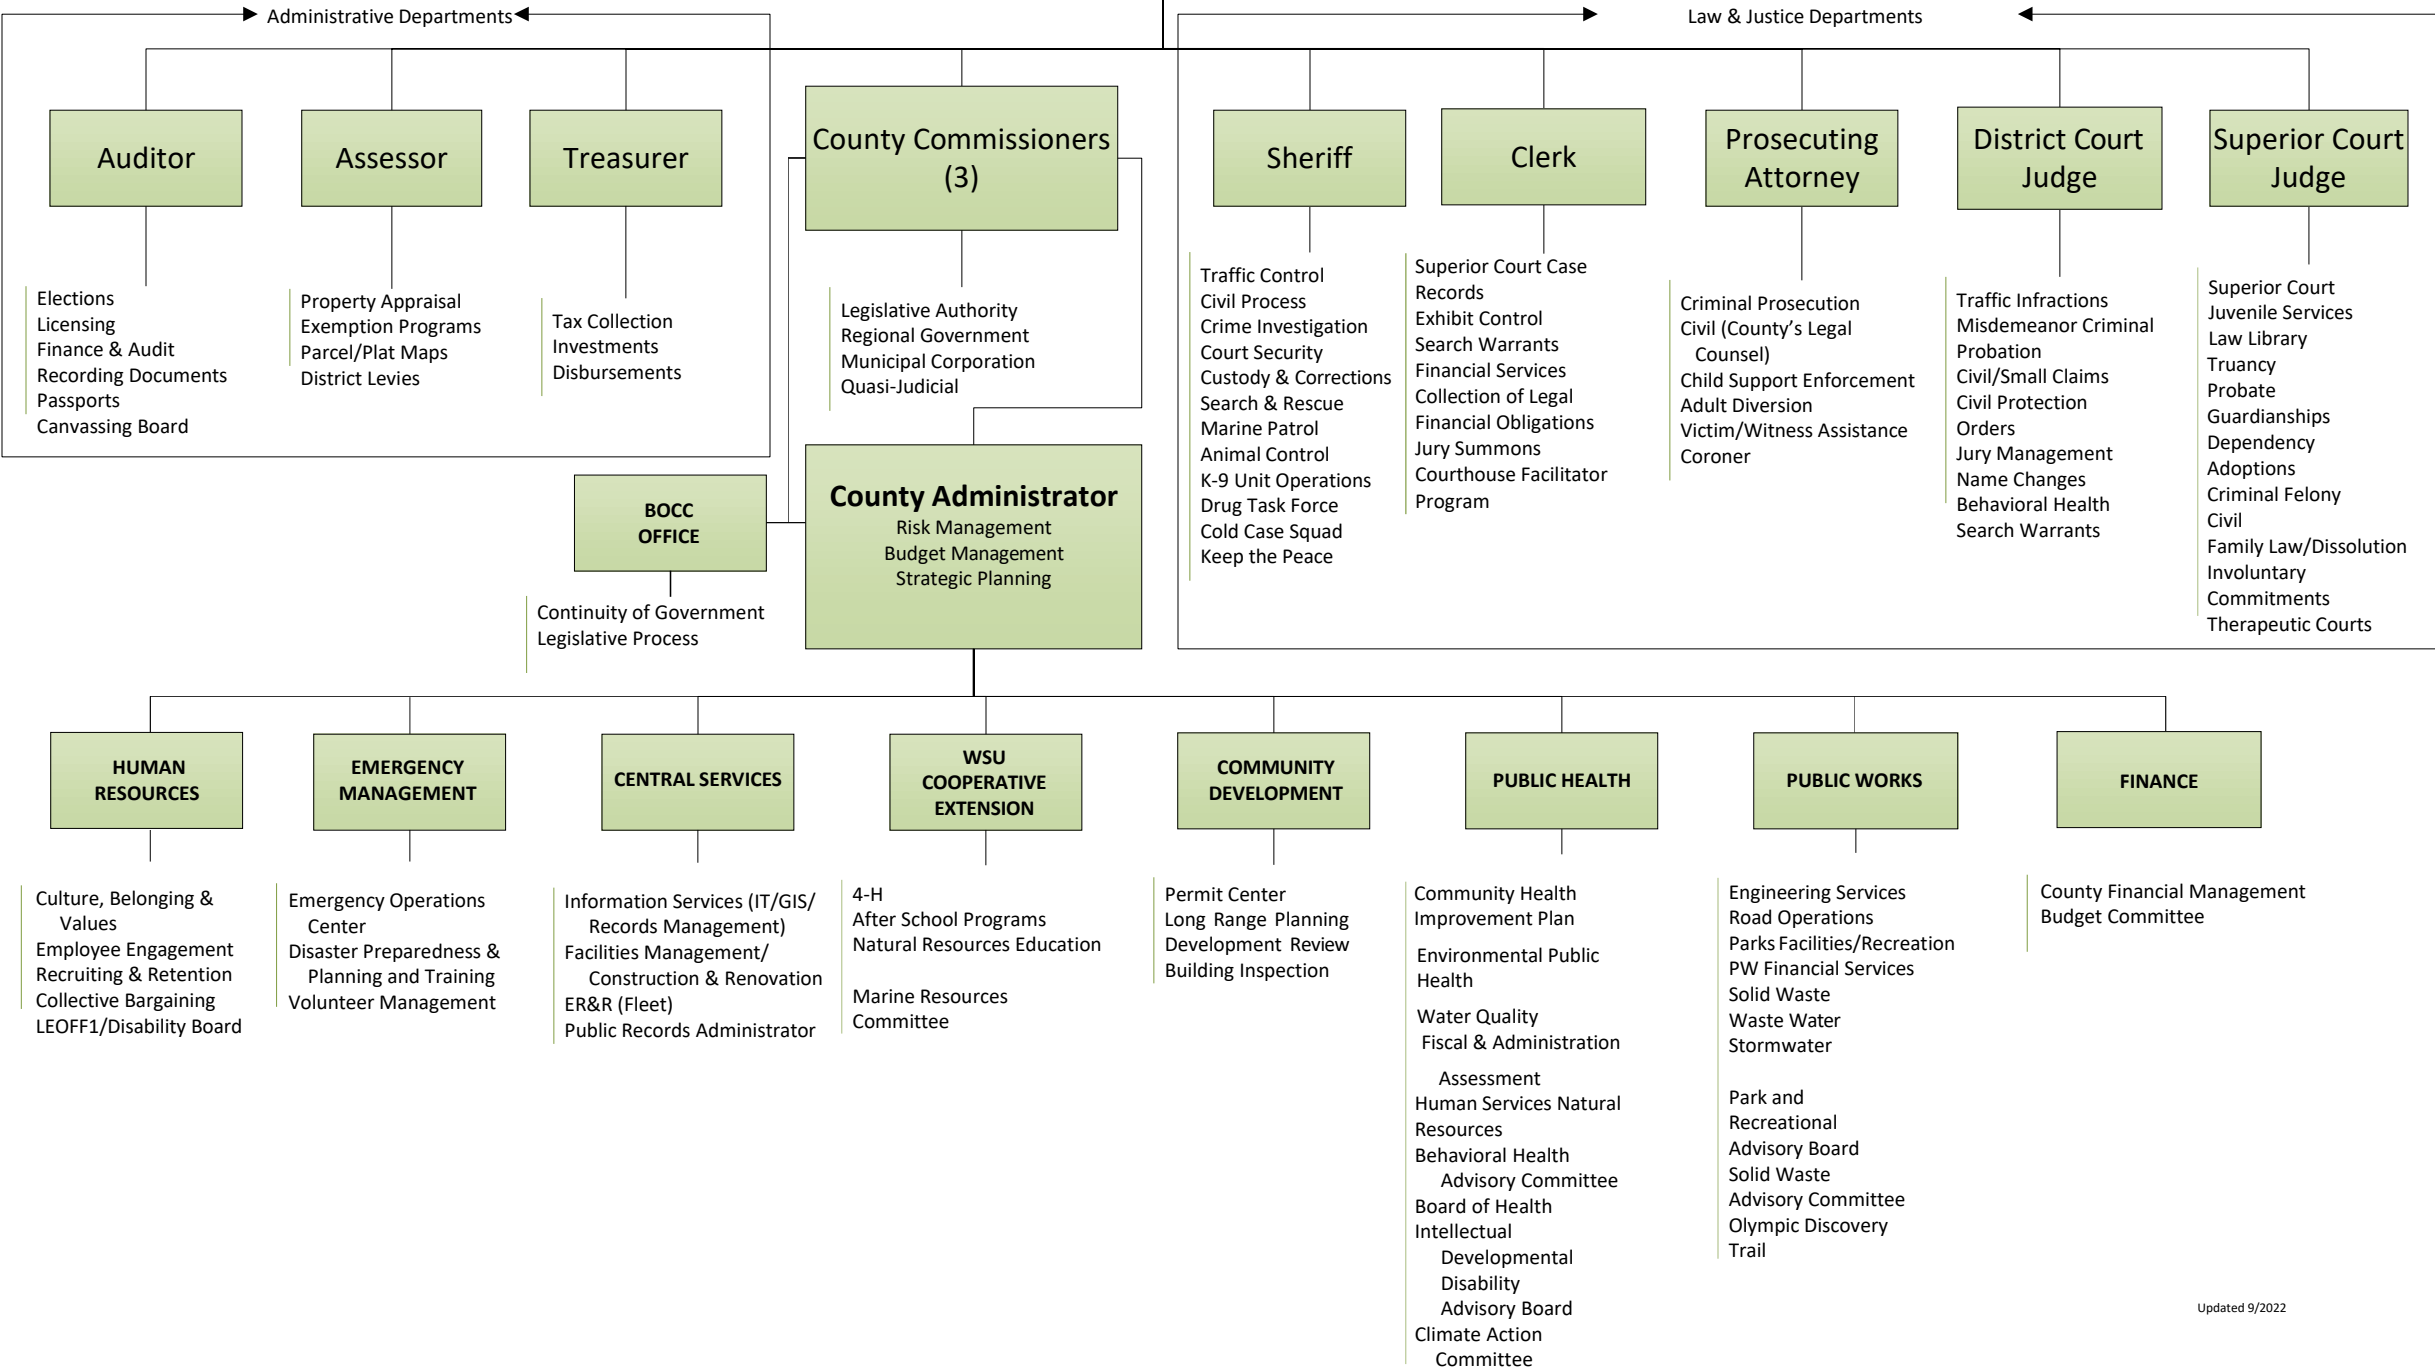 Administrative Departments
Law & Justice Departments
Auditor
Elections
Licensing
Finance & Audit
Recording Documents
Passports
Canvassing Board
Assessor
Property Appraisal
Exemption Programs
Parcel/Plat Maps
District Levies
Treasurer
Tax Collection
Investments
Disbursements
County Commissioners
(3)
Legislative Authority
Regional Government
Municipal Corporation
Quasi-Judicial
Sheriff
Traffic Control
Civil Process
Crime Investigation
Court Security
Custody & Corrections
Search & Rescue
Marine Patrol
Animal Control
K-9 Unit Operations
Drug Task Force
Cold Case Squad
Keep the Peace
Clerk
Superior Court Case
Records
Exhibit Control
Search Warrants
Financial Services
Collection of Legal
Financial Obligations
Jury Summons
Courthouse Facilitator
Program
Prosecuting
Attorney
Criminal Prosecution
Civil (County’s Legal
Counsel)
Child Support Enforcement
Adult Diversion
Victim/Witness Assistance
Coroner
District Court
Judge
Traffic Infractions
Misdemeanor Criminal
Probation
Civil/Small Claims
Civil Protection
Orders
Jury Management
Name Changes
Behavioral Health
Search Warrants
Superior Court
Judge
Superior Court
Juvenile Services
Law Library
Truancy
Probate
Guardianships
Dependency
Adoptions
Criminal Felony
Civil
Family Law/Dissolution
Involuntary
Commitments
Therapeutic Courts
BOCC
OFFICE
Continuity of Government
Legislative Process
County Administrator
Risk Management
Budget Management
Strategic Planning
HUMAN
RESOURCES
Culture, Belonging &
Values
Employee Engagement
Recruiting & Retention
Collective Bargaining
LEOFF1/Disability Board
EMERGENCY
MANAGEMENT
Emergency Operations
Center
Disaster Preparedness &
Planning and Training
Volunteer Management
CENTRAL SERVICES
Information Services (IT/GIS/
Records Management)
Facilities Management/
Construction & Renovation
ER&R (Fleet)
Public Records Administrator
WSU
COOPERATIVE
EXTENSION
4-H
After School Programs
Natural Resources Education
Marine Resources
Committee
COMMUNITY
DEVELOPMENT
Permit Center
Long Range Planning
Development Review
Building Inspection
PUBLIC HEALTH
Community Health
Improvement Plan
Environmental Public
Health
Water Quality
Fiscal & Administration
Assessment
Human Services Natural
Resources
Behavioral Health
Advisory Committee
Board of Health
Intellectual
Developmental
Disability
Advisory Board
Climate Action
Committee
PUBLIC WORKS
Engineering Services
Road Operations
Parks Facilities/Recreation
PW Financial Services
Solid Waste
Waste Water
Stormwater
Park and
Recreational
Advisory Board
Solid Waste
Advisory Committee
Olympic Discovery
Trail
FINANCE
County Financial Management
Budget Committee
Updated 9/2022